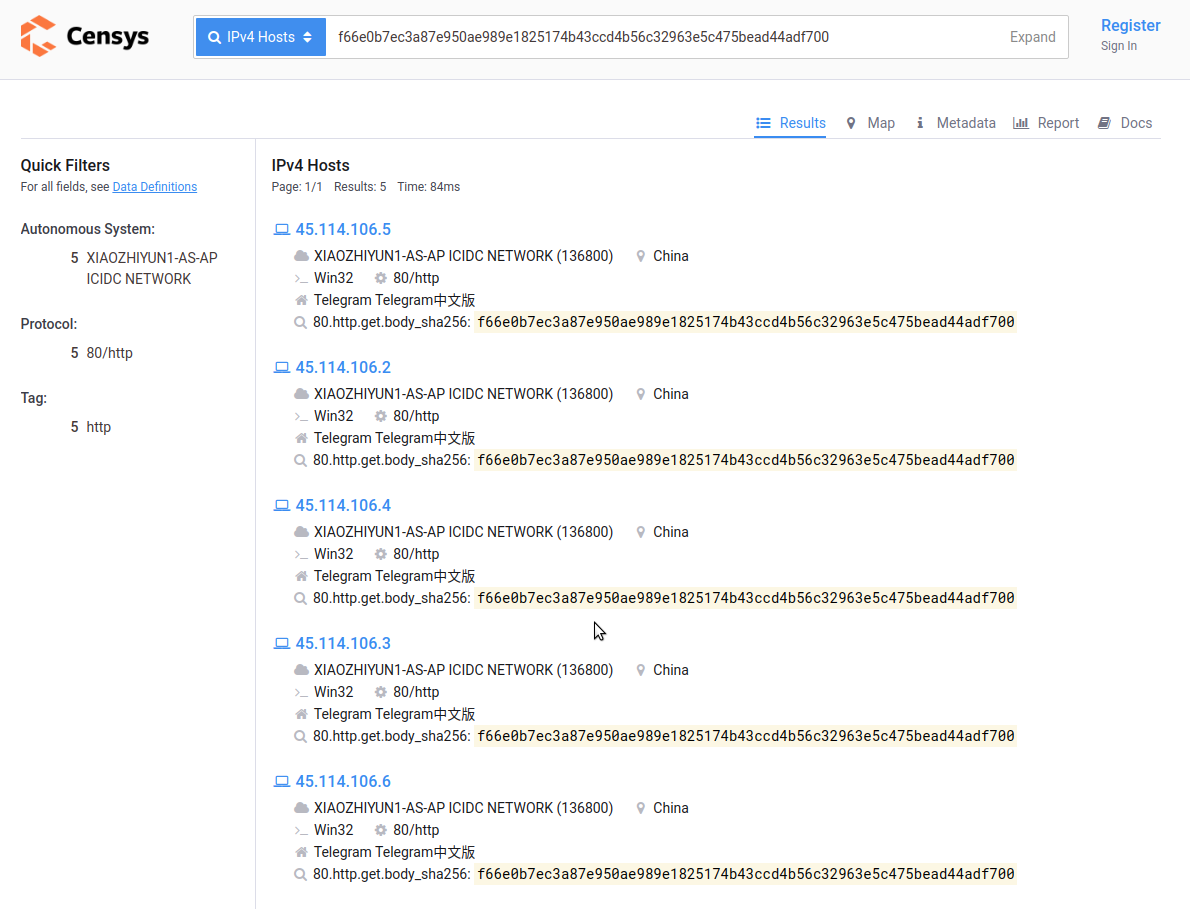 Censys
IPv4 Hosts
f66e0b7ec3a87e950ae989e1825174b43ccd4b56c32963e5c475bead44adf700
Expand
Register
Sign In
Results
Map
Metadata
Report
Docs
Quick Filters
For all fields, see Data Definitions
Autonomous System:
5 XIAOZHIYUN1-AS-AP
ICIDC NETWORK
Protocol:
5 80/http
Tag:
5 http
IPv4 Hosts
Page: 1/1 Results: 5 Time: 84ms
45.114.106.5
XIAOZHIYUN1-AS-AP ICIDC NETWORK (136800) China
>_ Win32 80/http
Telegram Telegram中文版
80.http.get.body_sha256: f66e0b7ec3a87e950ae989e1825174b43ccd4b56c32963e5c475bead44adf700
45.114.106.2
XIAOZHIYUN1-AS-AP ICIDC NETWORK (136800) China
>_ Win32 80/http
Telegram Telegram中文版
80.http.get.body_sha256: f66e0b7ec3a87e950ae989e1825174b43ccd4b56c32963e5c475bead44adf700
45.114.106.4
XIAOZHIYUN1-AS-AP ICIDC NETWORK (136800) China
>_ Win32 80/http
Telegram Telegram中文版
80.http.get.body_sha256: f66e0b7ec3a87e950ae989e1825174b43ccd4b56c32963e5c475bead44adf700
45.114.106.3
XIAOZHIYUN1-AS-AP ICIDC NETWORK (136800) China
>_ Win32 80/http
Telegram Telegram中文版
80.http.get.body_sha256: f66e0b7ec3a87e950ae989e1825174b43ccd4b56c32963e5c475bead44adf700
45.114.106.6
XIAOZHIYUN1-AS-AP ICIDC NETWORK (136800) China
>_ Win32 80/http
Telegram Telegram中文版
80.http.get.body_sha256: f66e0b7ec3a87e950ae989e1825174b43ccd4b56c32963e5c475bead44adf700